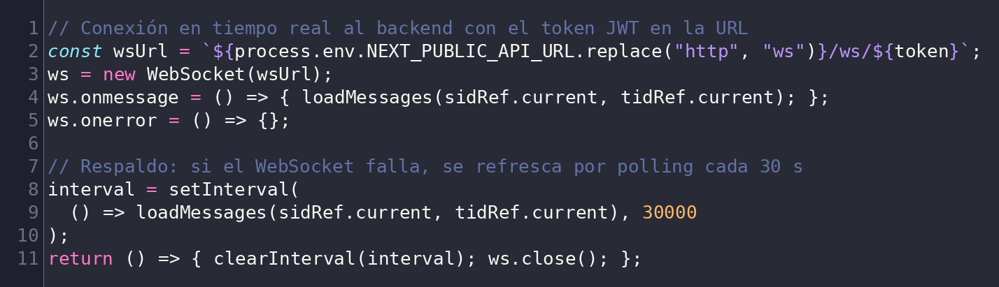 1 // Conexión en tiempo real al backend con el token JWT en la URL
2 const wsUrl = `${process.env.NEXT_PUBLIC_API_URL.replace("http", "ws")}/ws/${token}`;
3 ws = new WebSocket(wsUrl);
4 ws.onmessage = () => { loadMessages(sidRef.current, tidRef.current); };
5 ws.onerror = () => {};
6
7 // Respaldo: si el WebSocket falla, se refresca por polling cada 30 s
8 interval = setInterval(
9   () => loadMessages(sidRef.current, tidRef.current), 30000
10 );
11 return () => { clearInterval(interval); ws.close(); };